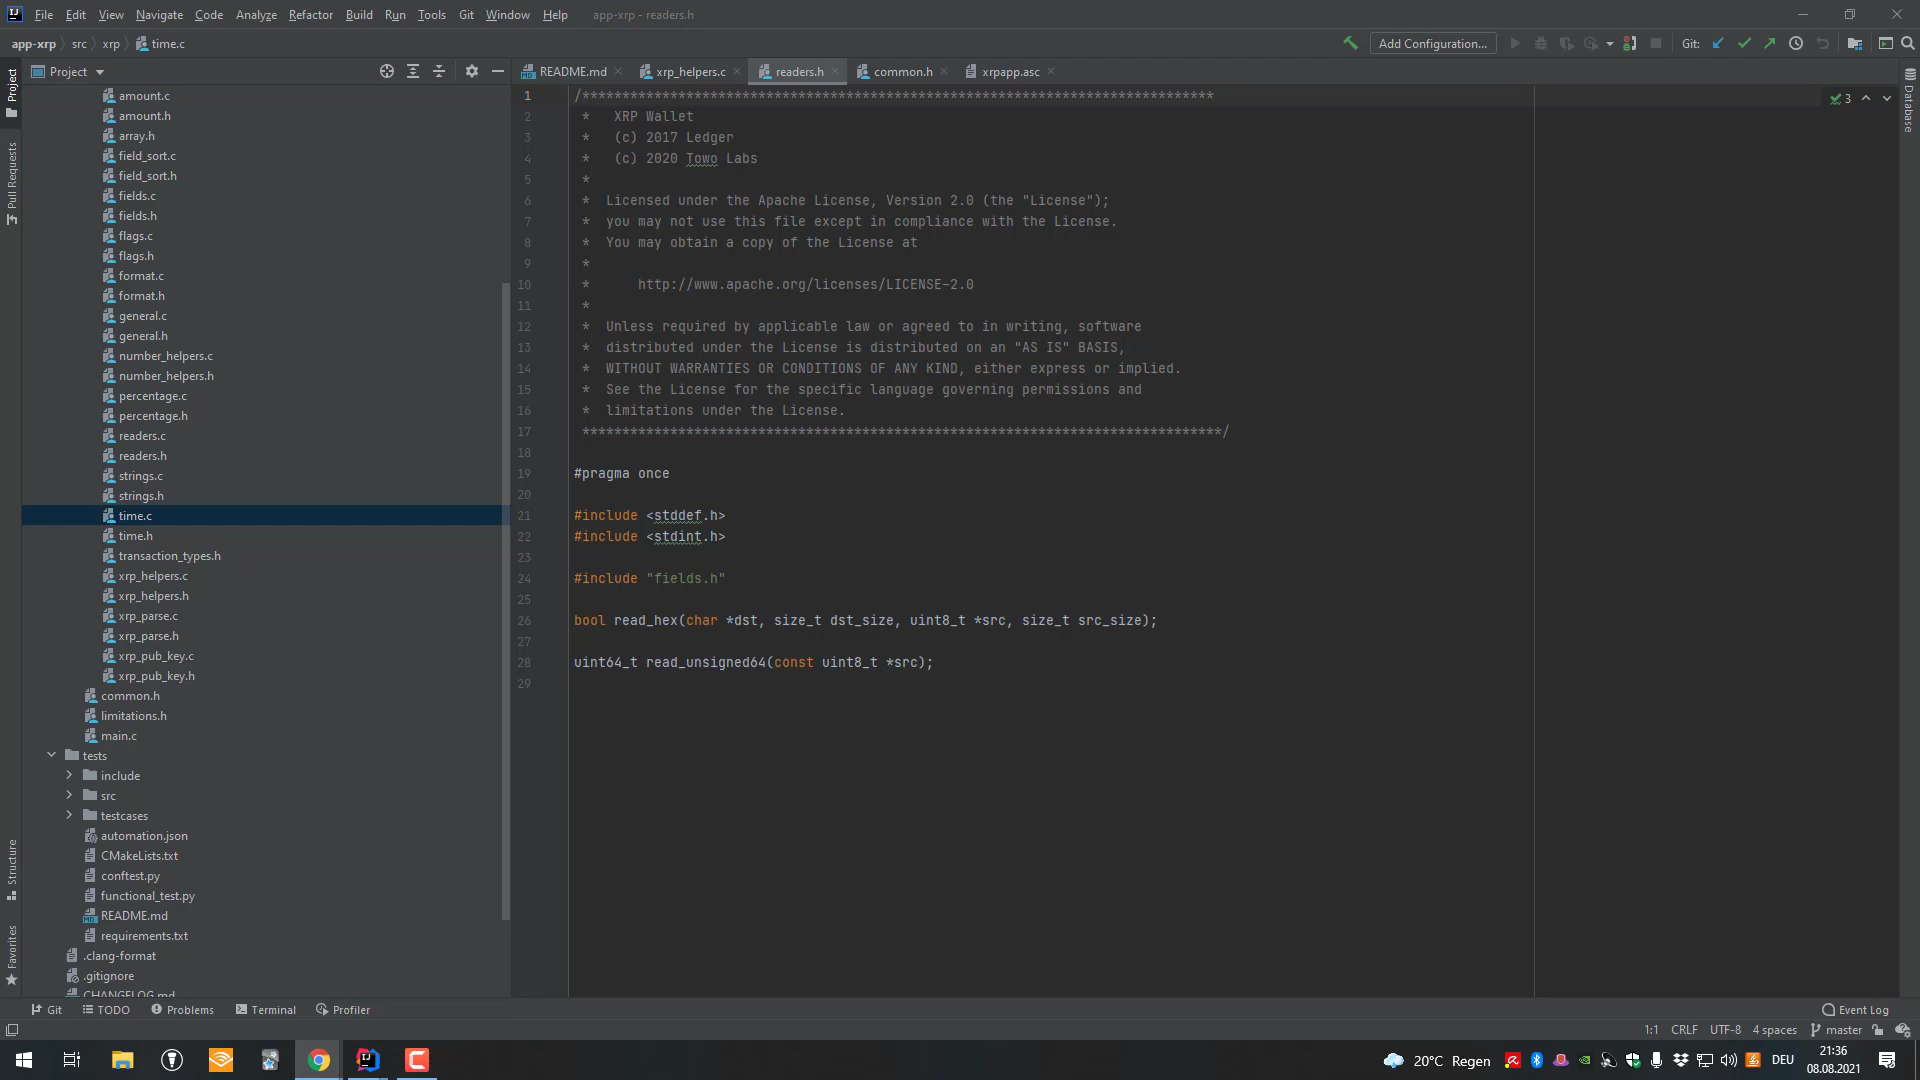 File Edit View Navigate Code Analyze Refactor Build Run Tools Git Window Help app-xrp - readers.h
app-xrp src xrp time.c Add Configuration... Git:
Project README.md xrp_helpers.c readers.h common.h xrpapp.asc
Project
Pull Requests
Structure
Favorites
Database
amount.c
amount.h
array.h
field_sort.c
field_sort.h
fields.c
fields.h
flags.c
flags.h
format.c
format.h
general.c
general.h
number_helpers.c
number_helpers.h
percentage.c
percentage.h
readers.c
readers.h
strings.c
strings.h
time.c
time.h
transaction_types.h
xrp_helpers.c
xrp_helpers.h
xrp_parse.c
xrp_parse.h
xrp_pub_key.c
xrp_pub_key.h
common.h
limitations.h
main.c
tests
include
src
testcases
automation.json
CMakeLists.txt
conftest.py
functional_test.py
README.md
requirements.txt
.clang-format
.gitignore
CHANGELOG.md
3
1 /*******************************************************************************
2 *   XRP Wallet
3 *   (c) 2017 Ledger
4 *   (c) 2020 Towo Labs
5 *
6 *  Licensed under the Apache License, Version 2.0 (the "License");
7 *  you may not use this file except in compliance with the License.
8 *  You may obtain a copy of the License at
9 *
10 *      http://www.apache.org/licenses/LICENSE-2.0
11 *
12 *  Unless required by applicable law or agreed to in writing, software
13 *  distributed under the License is distributed on an "AS IS" BASIS,
14 *  WITHOUT WARRANTIES OR CONDITIONS OF ANY KIND, either express or implied.
15 *  See the License for the specific language governing permissions and
16 *  limitations under the License.
17 ********************************************************************************/
18
19 #pragma once
20
21 #include <stddef.h>
22 #include <stdint.h>
23
24 #include "fields.h"
25
26 bool read_hex(char *dst, size_t dst_size, uint8_t *src, size_t src_size);
27
28 uint64_t read_unsigned64(const uint8_t *src);
29
Git TODO Problems Terminal Profiler Event Log
1:1 CRLF UTF-8 4 spaces master
20°C Regen DEU 21:36
08.08.2021